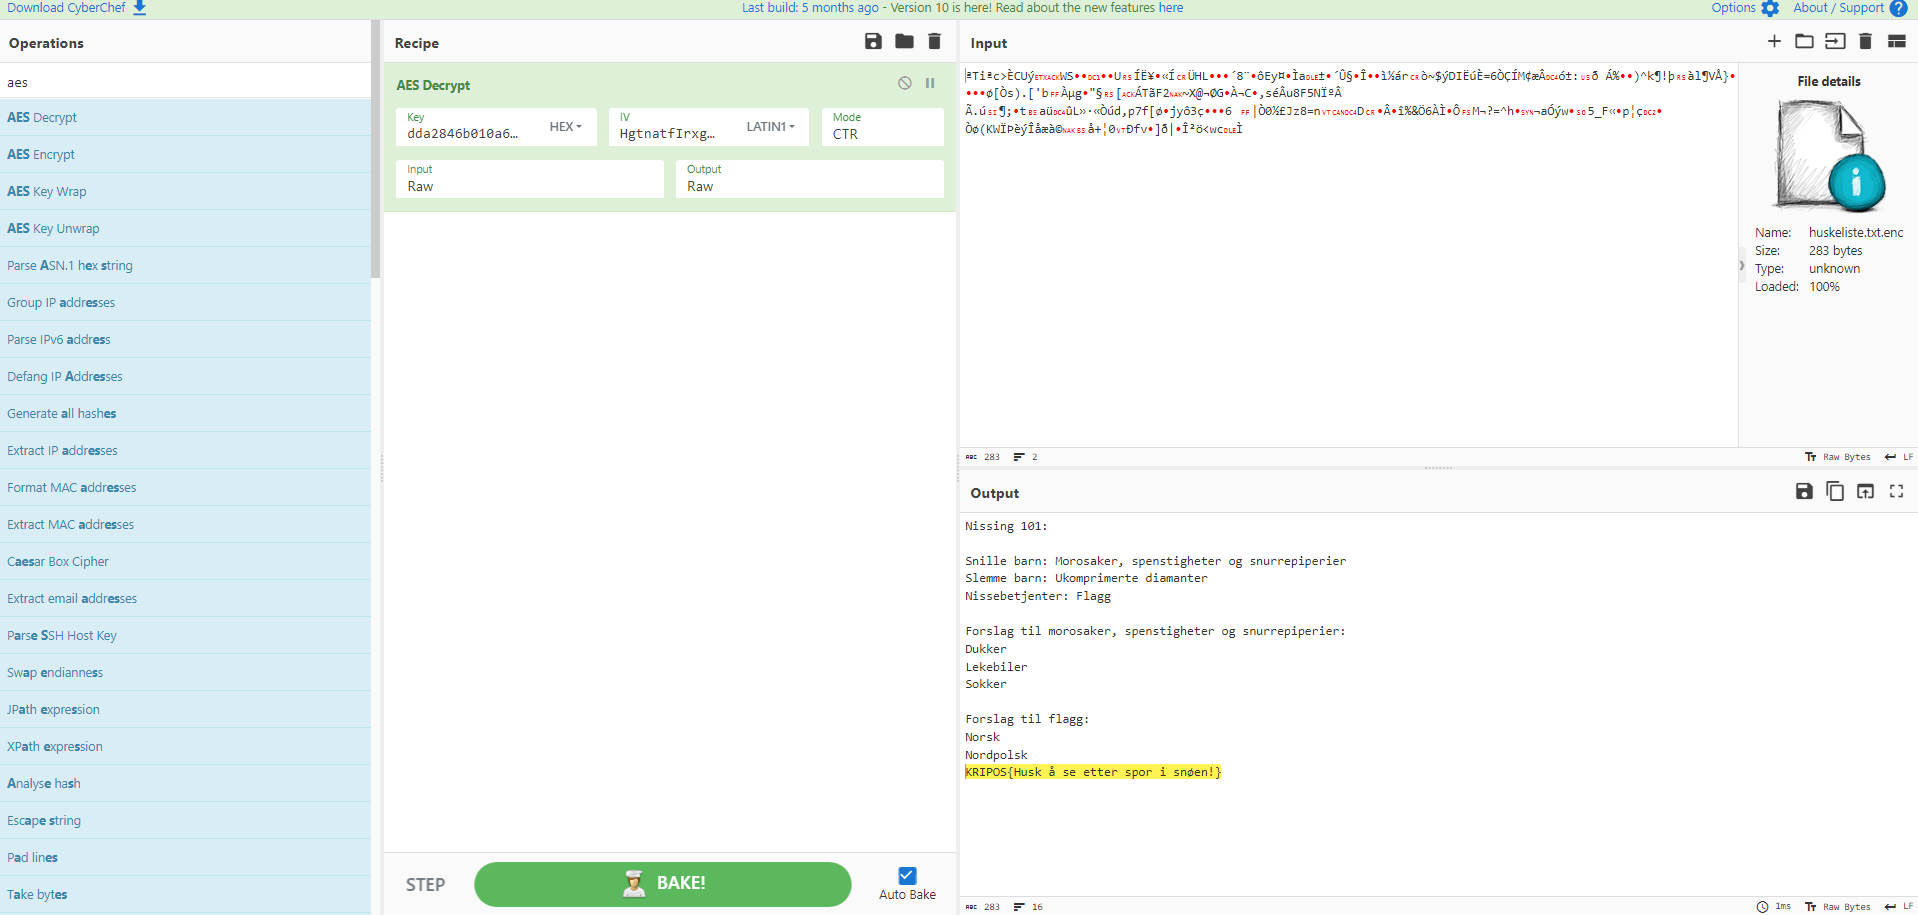 Download CyberChef
Last build: 5 months ago - Version 10 is here! Read about the new features here
Options
About / Support
Operations
aes
AES Decrypt
AES Encrypt
AES Key Wrap
AES Key Unwrap
Parse ASN.1 hex string
Group IP addresses
Parse IPv6 address
Defang IP Addresses
Generate all hashes
Extract IP addresses
Format MAC addresses
Extract MAC addresses
Caesar Box Cipher
Extract email addresses
Parse SSH Host Key
Swap endianness
JPath expression
XPath expression
Analyse hash
Escape string
Pad lines
Take bytes
Recipe
AES Decrypt
Key
dda2846b010a6…
HEX
IV
HgtnatfIrxg…
LATIN1
Mode
CTR
Input
Raw
Output
Raw
STEP
BAKE!
Auto Bake
Input
File details
Name: huskeliste.txt.enc
Size: 283 bytes
Type: unknown
Loaded: 100%
ABC 283 2
Raw Bytes LF
Output
Nissing 101:
Snille barn: Morosaker, spenstigheter og snurrepiperier
Slemme barn: Ukomprimerte diamanter
Nissebetjenter: Flagg
Forslag til morosaker, spenstigheter og snurrepiperier:
Dukker
Lekebiler
Sokker
Forslag til flagg:
Norsk
Nordpolsk
KRIPOS{Husk å se etter spor i snøen!}
ABC 283 16
1ms Raw Bytes LF